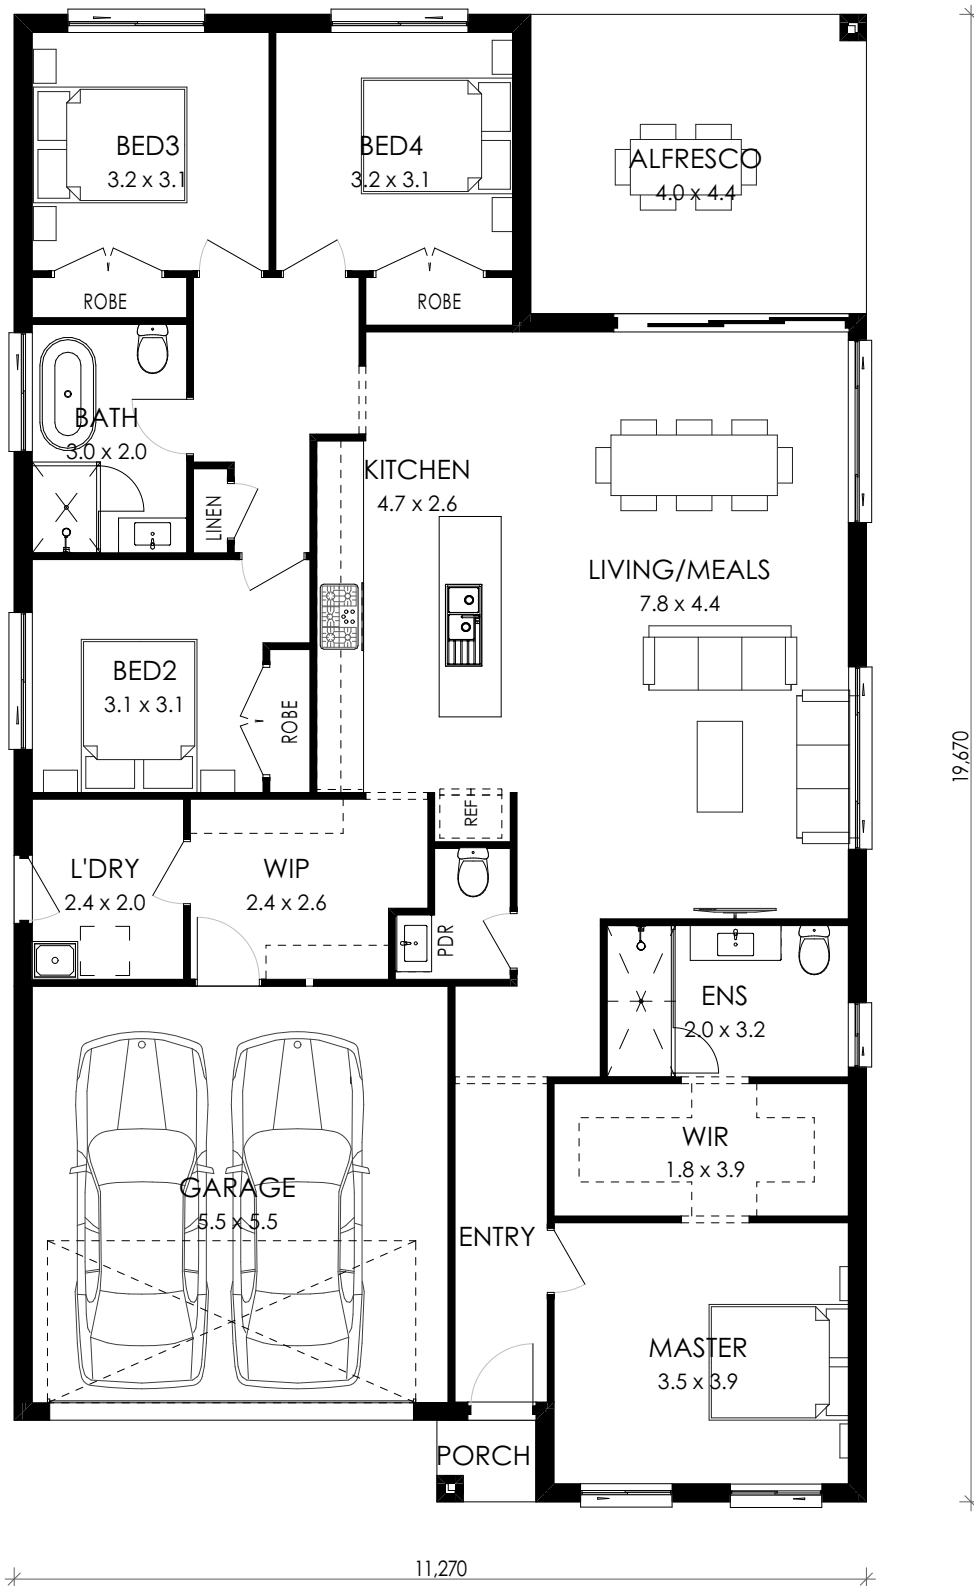 BED3
3.2 x 3.1
BED4
3.2 x 3.1
ALFRESCO
4.0 x 4.4
ROBE
ROBE
BATH
3.0 x 2.0
LINEN
KITCHEN
4.7 x 2.6
LIVING/MEALS
7.8 x 4.4
BED2
3.1 x 3.1
ROBE
19,670
REF
L'DRY
2.4 x 2.0
WIP
2.4 x 2.6
PDR
ENS
2.0 x 3.2
WIR
1.8 x 3.9
GARAGE
5.5 x 5.5
ENTRY
MASTER
3.5 x 3.9
PORCH
11,270